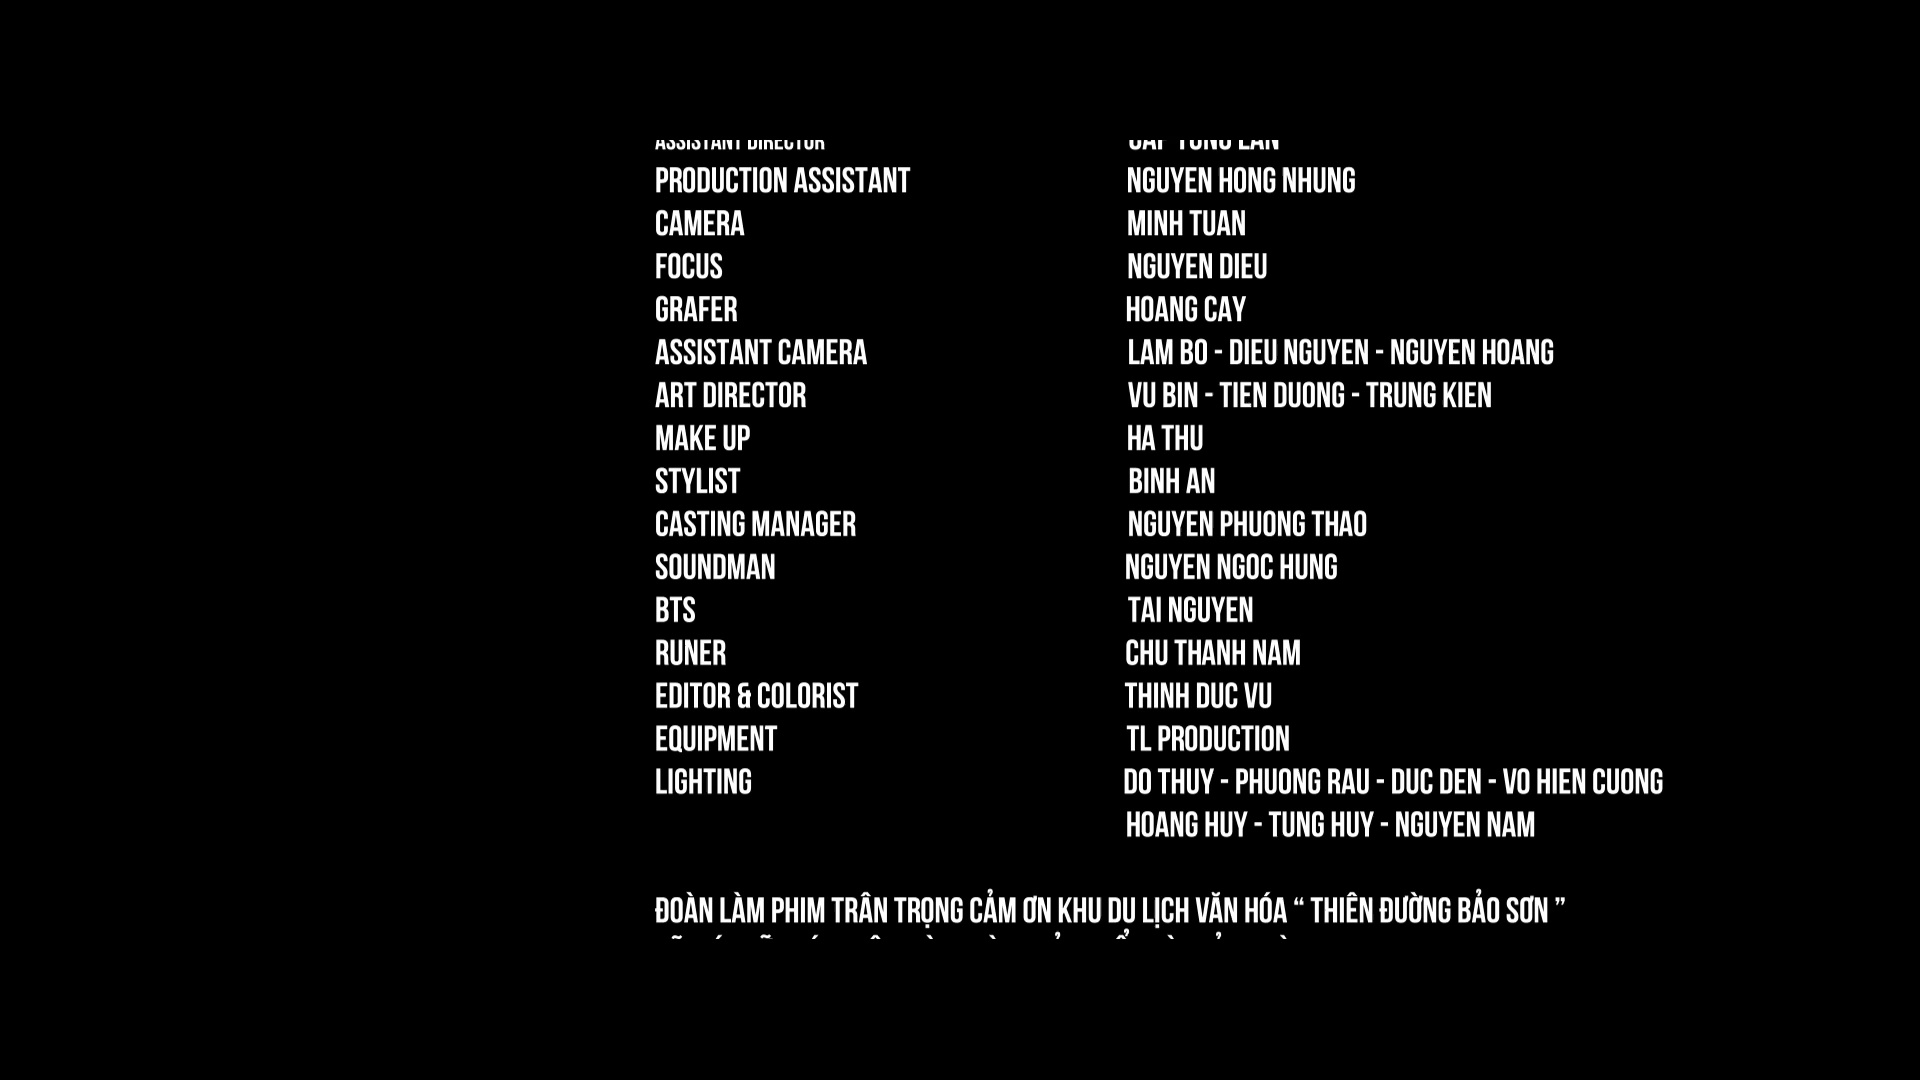 ASSISTANT DIRECTOR
PRODUCTION ASSISTANT NGUYEN HONG NHUNG
CAMERA MINH TUAN
FOCUS NGUYEN DIEU
GRAFER HOANG CAY
ASSISTANT CAMERA LAM BO - DIEU NGUYEN - NGUYEN HOANG
ART DIRECTOR VU BIN - TIEN DUONG - TRUNG KIEN
MAKE UP HA THU
STYLIST BINH AN
CASTING MANAGER NGUYEN PHUONG THAO
SOUNDMAN NGUYEN NGOC HUNG
BTS TAI NGUYEN
RUNER CHU THANH NAM
EDITOR & COLORIST THINH DUC VU
EQUIPMENT TL PRODUCTION
LIGHTING DO THUY - PHUONG RAU - DUC DEN - VO HIEN CUONG
HOANG HUY - TUNG HUY - NGUYEN NAM
ĐOÀN LÀM PHIM TRÂN TRỌNG CẢM ƠN KHU DU LỊCH VĂN HÓA “ THIÊN ĐƯỜNG BẢO SƠN ”